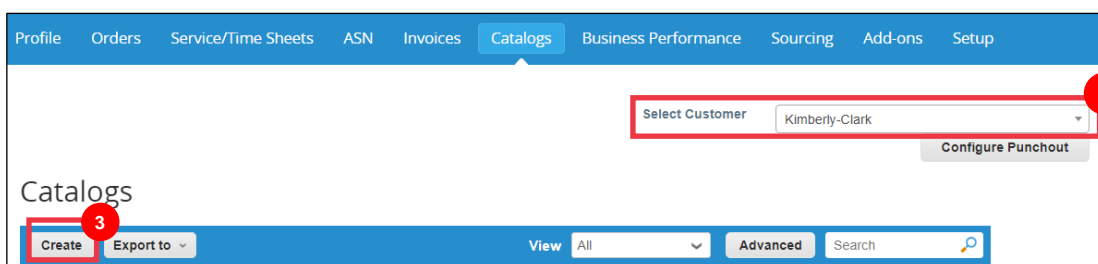 Profile Orders Service/Time Sheets ASN Invoices Catalogs Business Performance Sourcing Add-ons Setup
Select Customer Kimberly-Clark
Configure Punchout
Catalogs
3
Create Export to View All Advanced Search